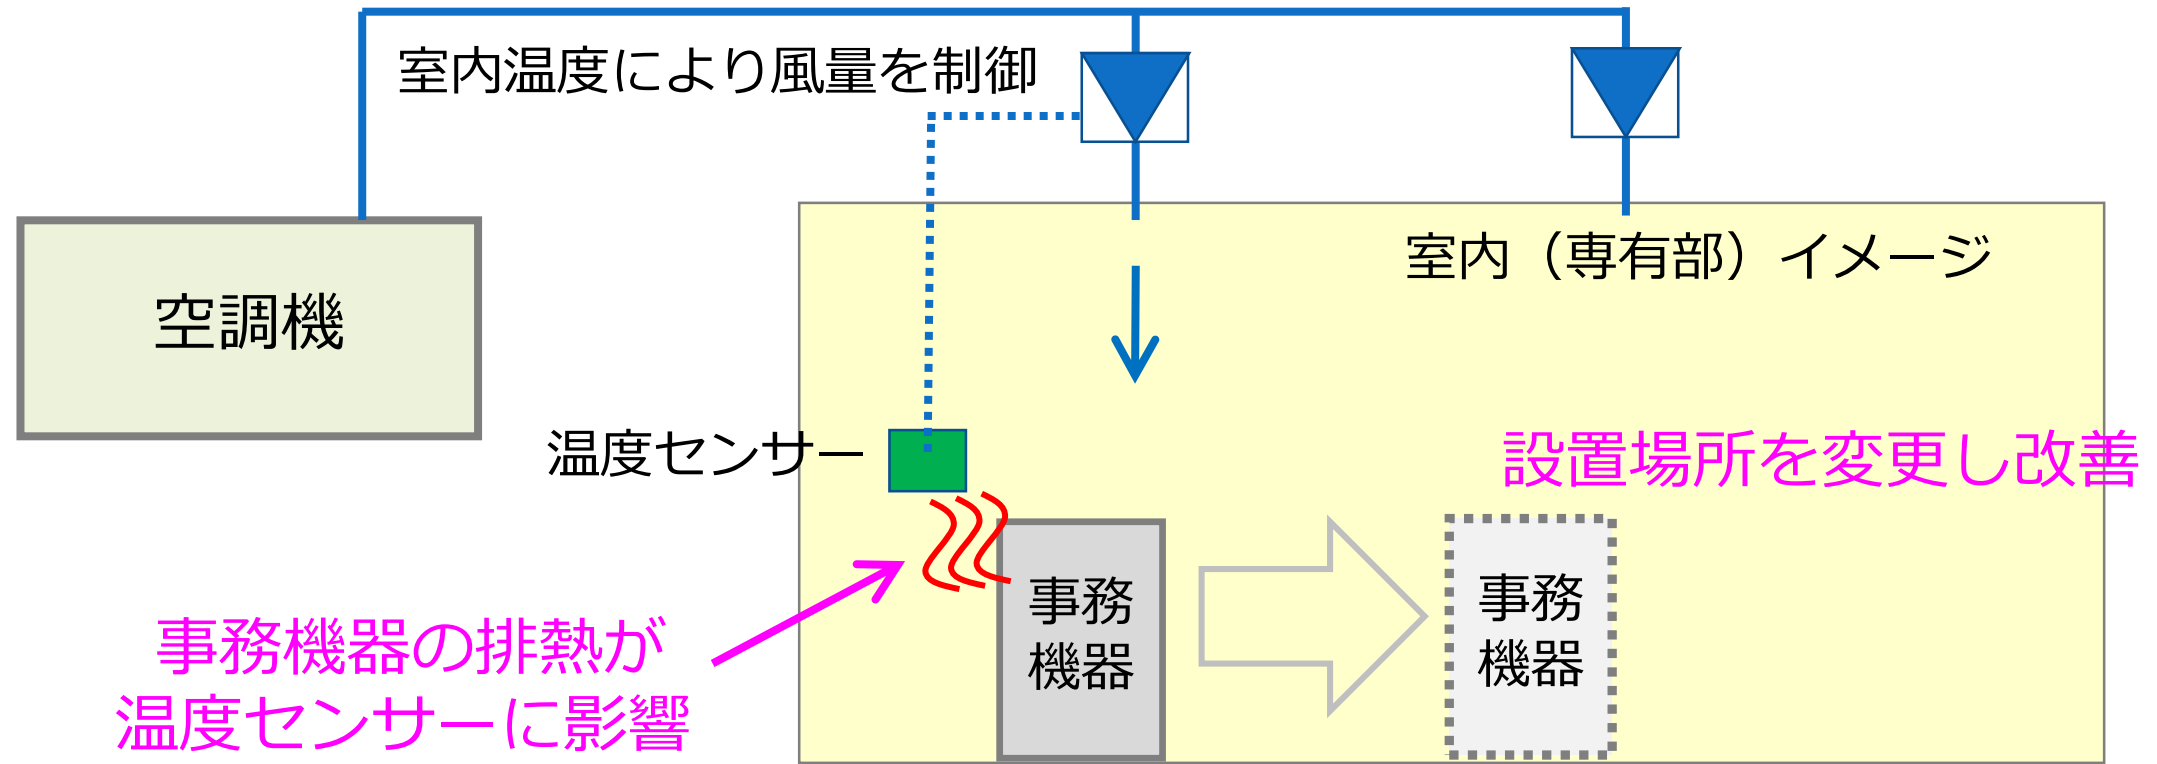 室内温度により風量を制御
室内（専有部）イメージ
空調機
温度センサー
設置場所を変更し改善
事務
機器
事務
機器
事務機器の排熱が
温度センサーに影響